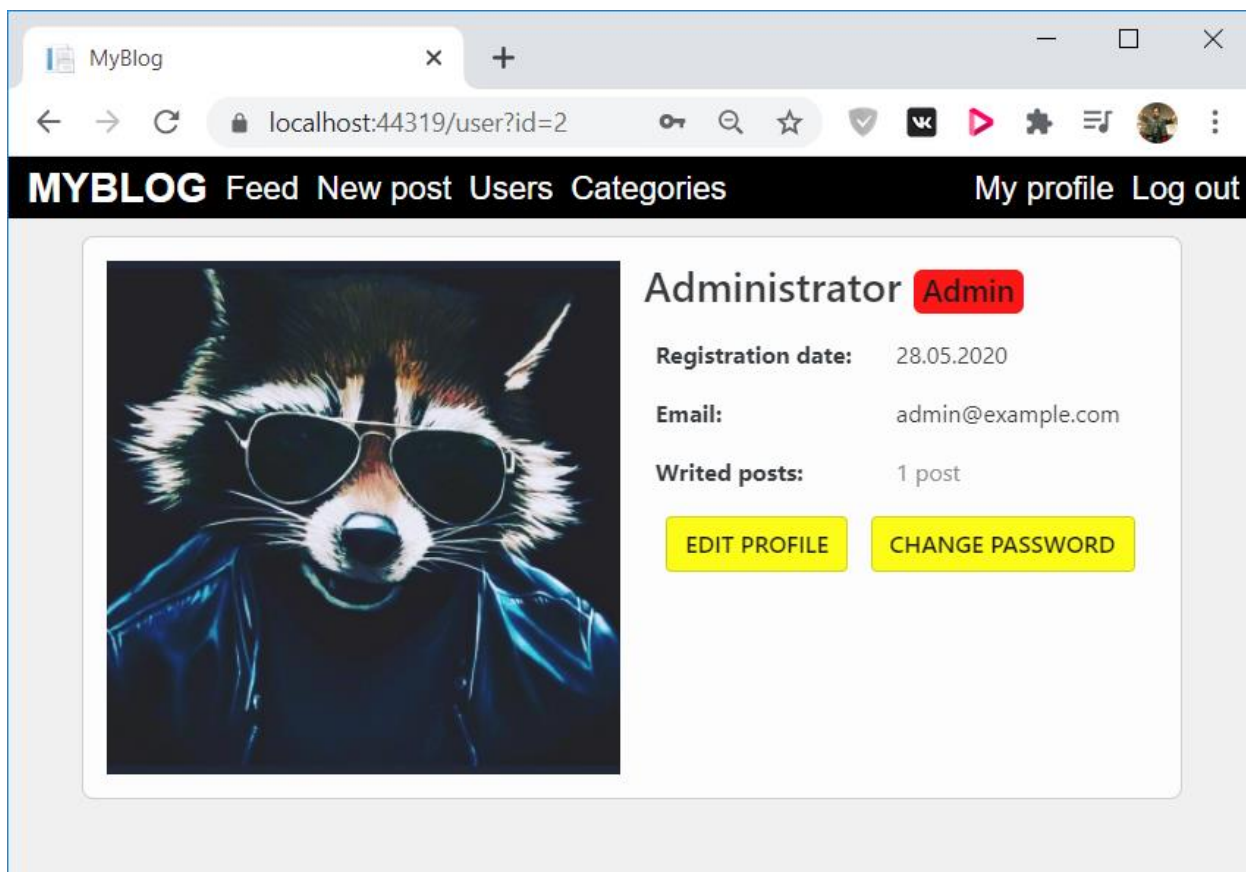 MyBlog
localhost:44319/user?id=2
MYBLOG Feed New post Users Categories My profile Log out
Administrator Admin
Registration date: 28.05.2020
Email: admin@example.com
Writed posts: 1 post
EDIT PROFILE CHANGE PASSWORD